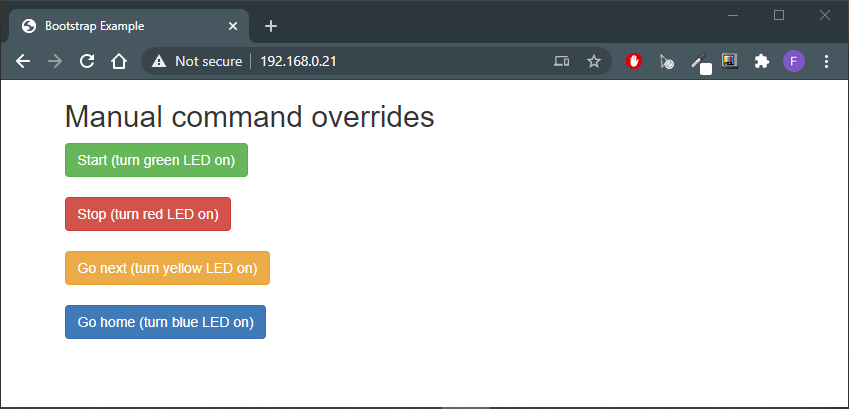 Bootstrap Example
Not secure 192.168.0.21
F
Manual command overrides
Start (turn green LED on)
Stop (turn red LED on)
Go next (turn yellow LED on)
Go home (turn blue LED on)